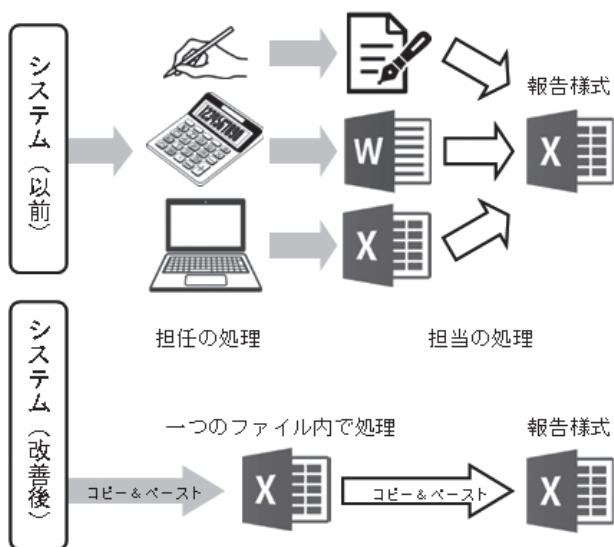 システム（以前）
1234567890
W
X
報告様式
X
担任の処理
担当の処理
システム（改善後）
一つのファイル内で処理
報告様式
コピー＆ペースト
X
コピー＆ペースト
X